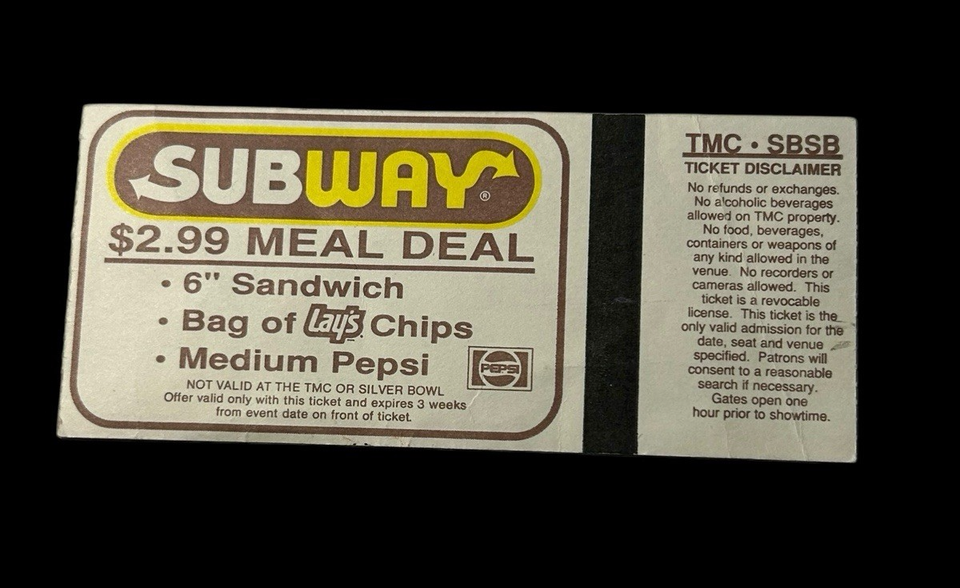 SUBWAY®
$2.99 MEAL DEAL
• 6" Sandwich
• Bag of Lay's Chips
• Medium Pepsi
PEPSI
NOT VALID AT THE TMC OR SILVER BOWL
Offer valid only with this ticket and expires 3 weeks
from event date on front of ticket.
TMC • SBSB
TICKET DISCLAIMER
No refunds or exchanges.
No alcoholic beverages
allowed on TMC property.
No food, beverages,
containers or weapons of
any kind allowed in the
venue. No recorders or
cameras allowed. This
ticket is a revocable
license. This ticket is the
only valid admission for the
date, seat and venue
specified. Patrons will
consent to a reasonable
search if necessary.
Gates open one
hour prior to showtime.